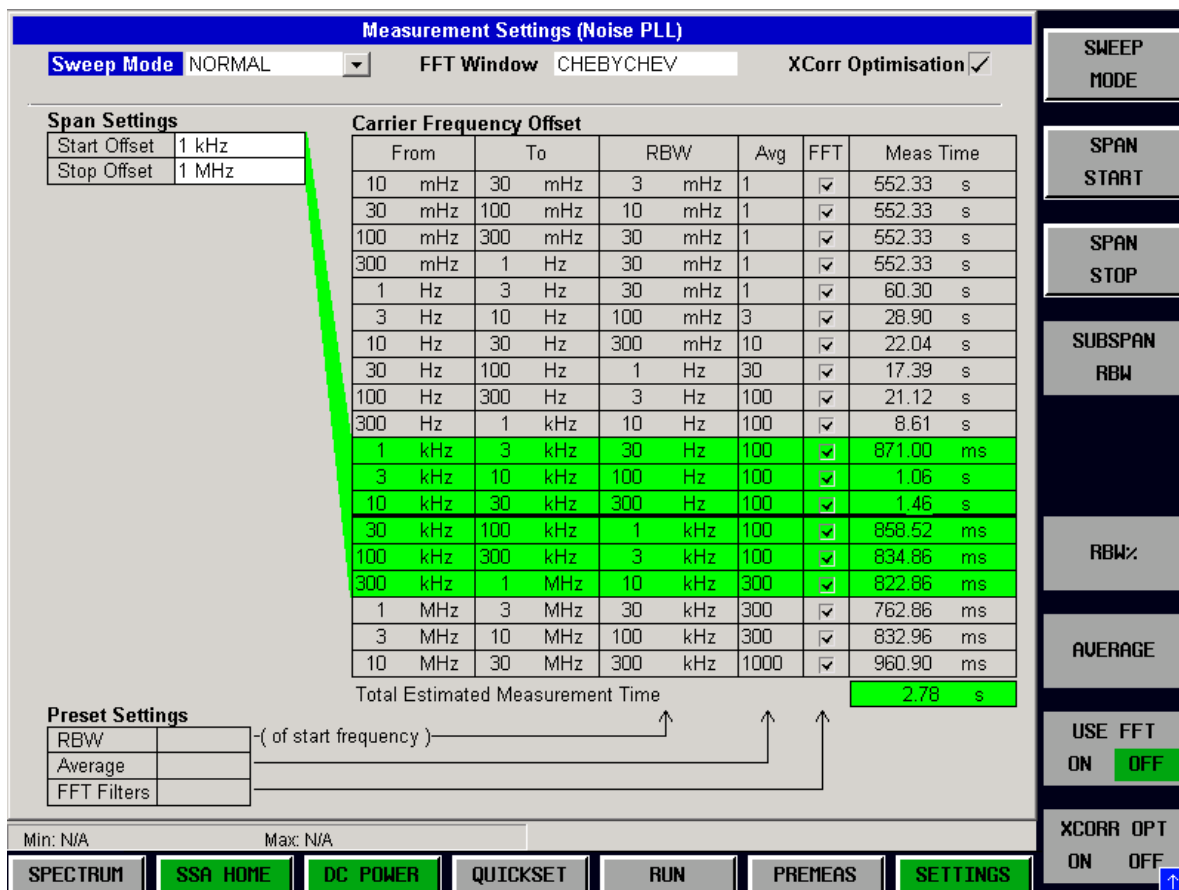 Measurement Settings (Noise PLL)
Sweep Mode NORMAL FFT Window CHEBYCHEV XCorr Optimisation
Span Settings
Start Offset 1 kHz
Stop Offset 1 MHz
Carrier Frequency Offset
From To RBW Avg FFT Meas Time
10 mHz 30 mHz 3 mHz 1 552.33 s
30 mHz 100 mHz 10 mHz 1 552.33 s
100 mHz 300 mHz 30 mHz 1 552.33 s
300 mHz 1 Hz 30 mHz 1 552.33 s
1 Hz 3 Hz 30 mHz 1 60.30 s
3 Hz 10 Hz 100 mHz 3 28.90 s
10 Hz 30 Hz 300 mHz 10 22.04 s
30 Hz 100 Hz 1 Hz 30 17.39 s
100 Hz 300 Hz 3 Hz 100 21.12 s
300 Hz 1 kHz 10 Hz 100 8.61 s
1 kHz 3 kHz 30 Hz 100 871.00 ms
3 kHz 10 kHz 100 Hz 100 1.06 s
10 kHz 30 kHz 300 Hz 100 1.46 s
30 kHz 100 kHz 1 kHz 100 858.52 ms
100 kHz 300 kHz 3 kHz 100 834.86 ms
300 kHz 1 MHz 10 kHz 300 822.86 ms
1 MHz 3 MHz 30 kHz 300 762.86 ms
3 MHz 10 MHz 100 kHz 300 832.96 ms
10 MHz 30 MHz 300 kHz 1000 960.90 ms
Total Estimated Measurement Time 2.78 s
Preset Settings
RBW -( of start frequency )
Average
FFT Filters
Min: N/A Max: N/A
SPECTRUM SSA HOME DC POWER QUICKSET RUN PREMEAS SETTINGS
SWEEP
MODE
SPAN
START
SPAN
STOP
SUBSPAN
RBW
RBW%
AVERAGE
USE FFT
ON OFF
XCORR OPT
ON OFF